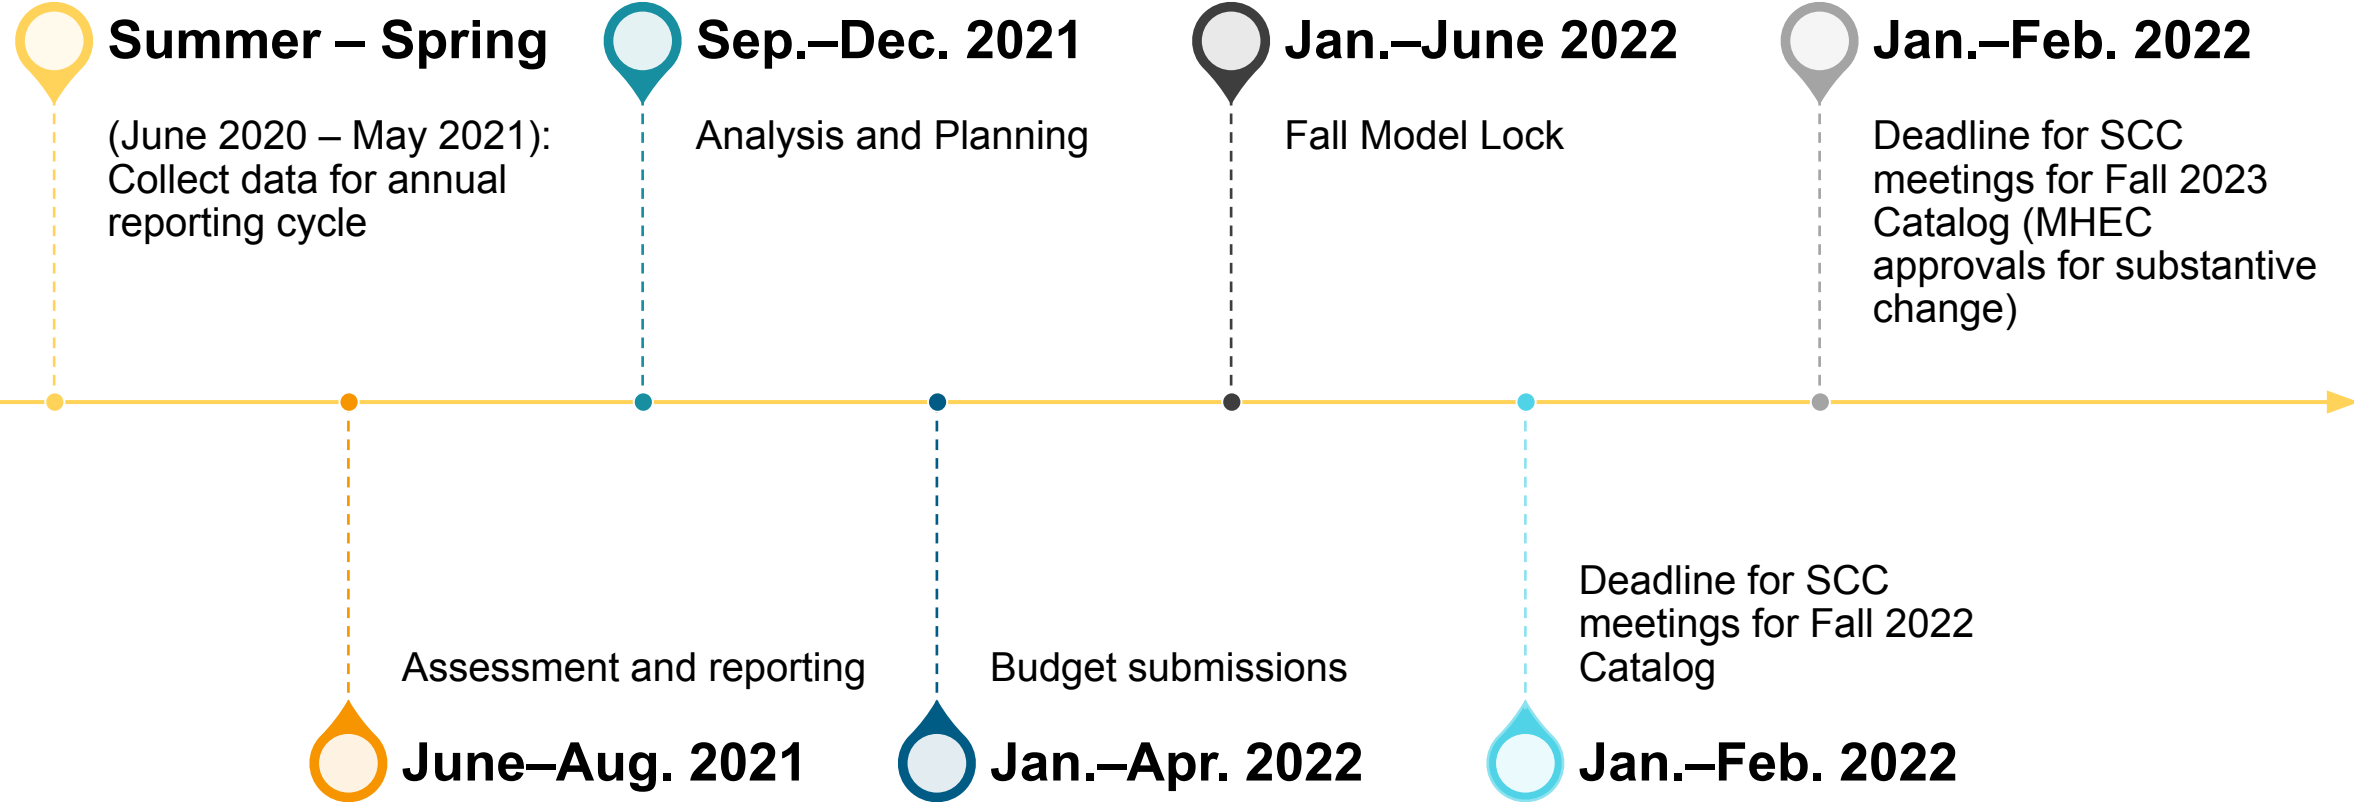 Summer – Spring
(June 2020 – May 2021):
Collect data for annual
reporting cycle
Assessment and reporting
June–Aug. 2021
Sep.–Dec. 2021
Analysis and Planning
Budget submissions
Jan.–Apr. 2022
Jan.–June 2022
Fall Model Lock
Deadline for SCC
meetings for Fall 2022
Catalog
Jan.–Feb. 2022
Jan.–Feb. 2022
Deadline for SCC
meetings for Fall 2023
Catalog (MHEC
approvals for substantive
change)